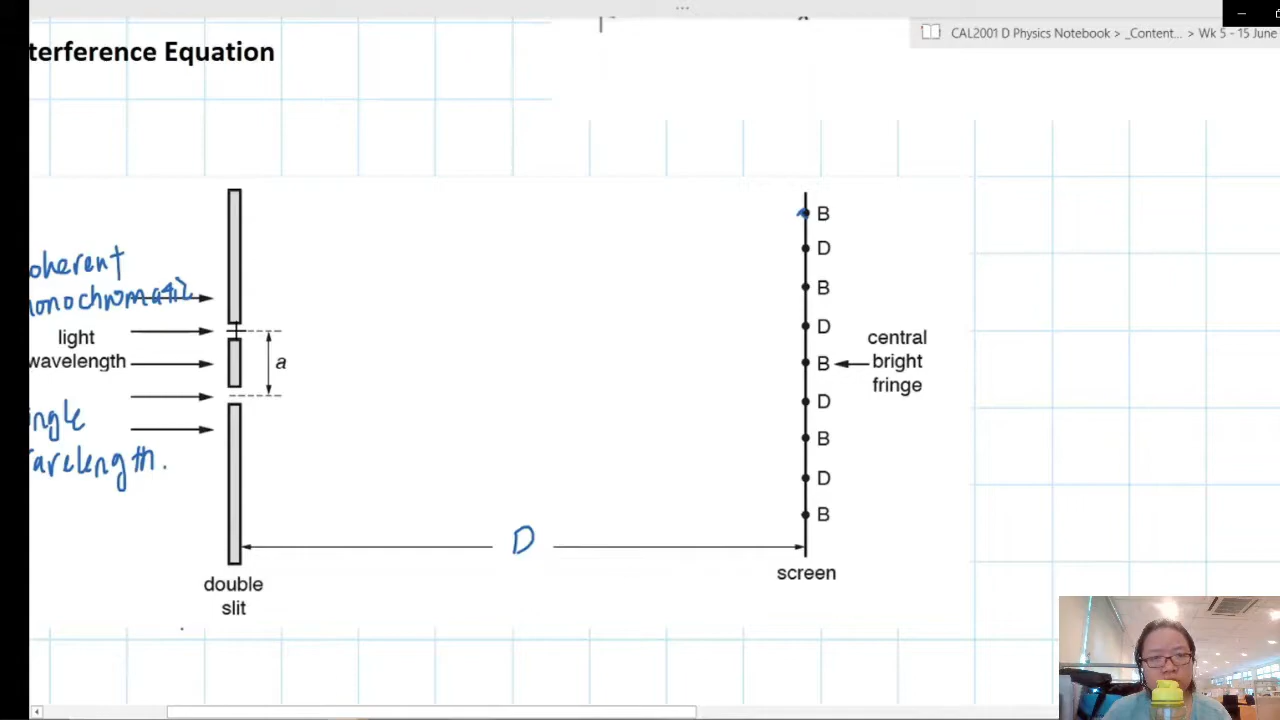 terference Equation
CAL2001 D Physics Notebook > _Content... > Wk 5 - 15 June
oherent
onochromatic
light
wavelength
ngle
avelength.
a
B
D
B
D
B
D
B
D
B
central
bright
fringe
D
double
slit
screen